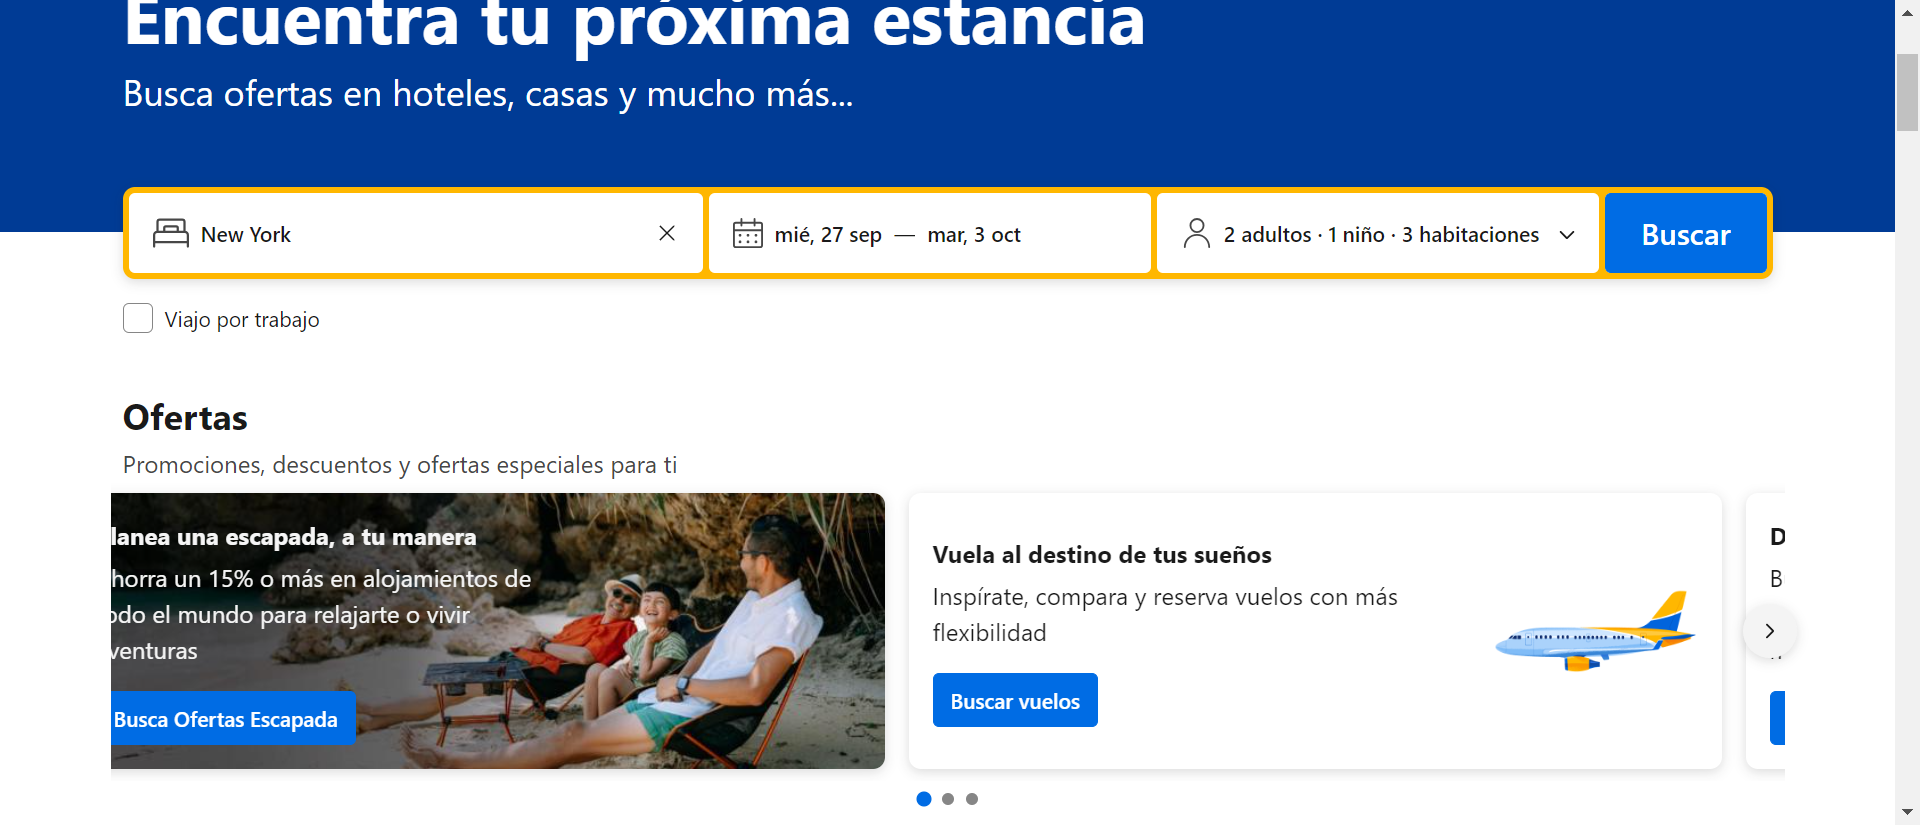 Encuentra tu próxima estancia
Busca ofertas en hoteles, casas y mucho más...
New York
mié, 27 sep — mar, 3 oct
2 adultos · 1 niño · 3 habitaciones
Buscar
Viajo por trabajo
Ofertas
Promociones, descuentos y ofertas especiales para ti
lanea una escapada, a tu manera
horra un 15% o más en alojamientos de
odo el mundo para relajarte o vivir
venturas
Busca Ofertas Escapada
Vuela al destino de tus sueños
Inspírate, compara y reserva vuelos con más
flexibilidad
Buscar vuelos
D
B